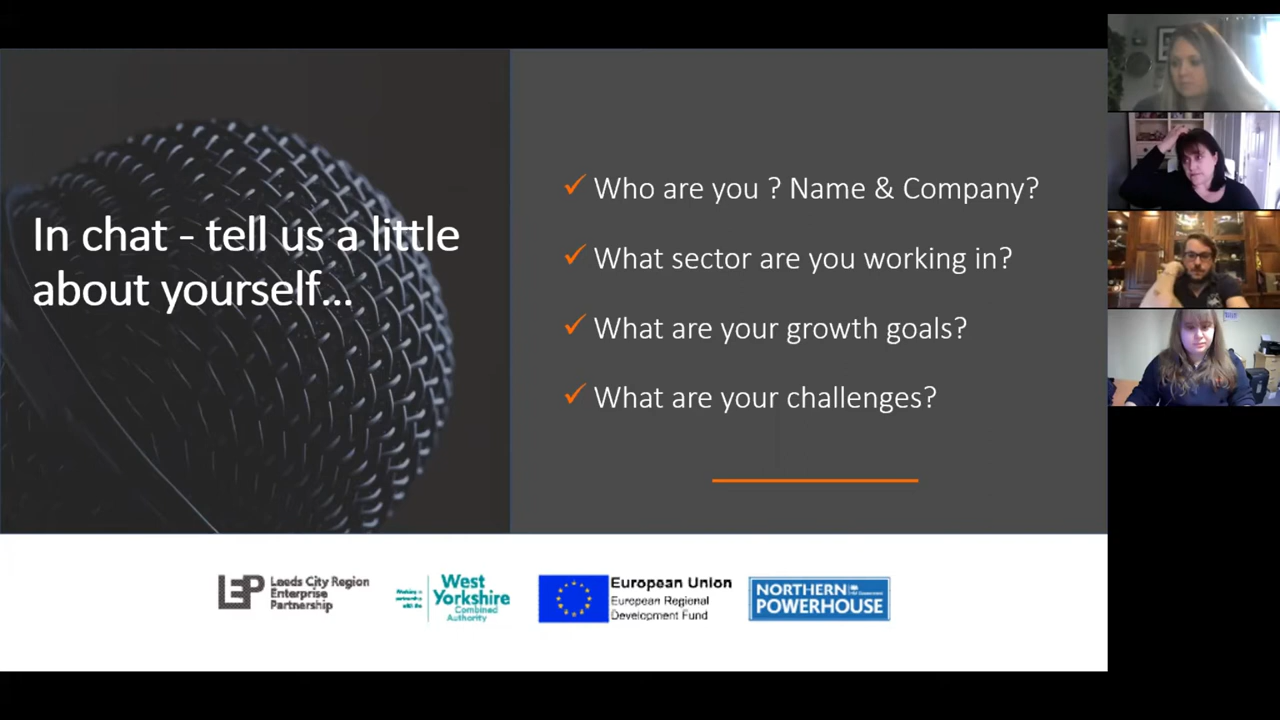 In chat - tell us a little
about yourself...
Who are you ? Name & Company?
What sector are you working in?
What are your growth goals?
What are your challenges?
LEP
Leeds City Region
Enterprise
Partnership
West
Yorkshire
Combined
Authority
European Union
European Regional
Development Fund
NORTHERN
POWERHOUSE